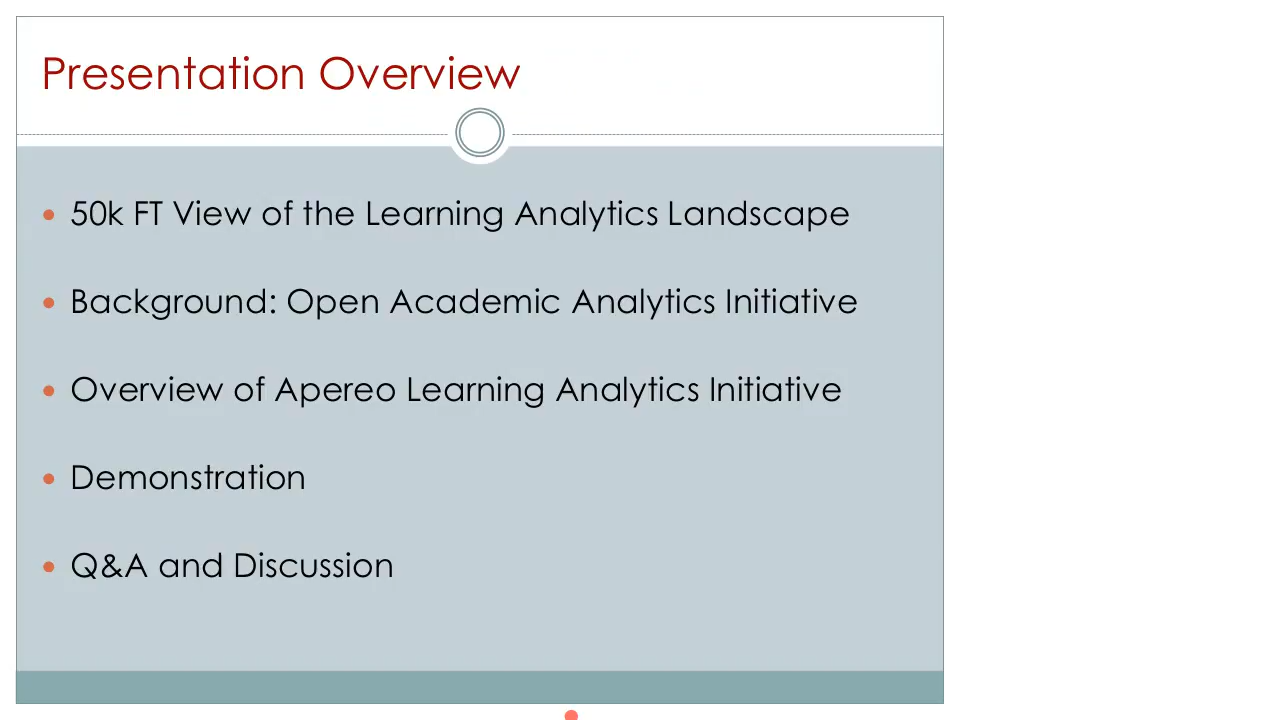 Presentation Overview
50k FT View of the Learning Analytics Landscape
Background: Open Academic Analytics Initiative
Overview of Apereo Learning Analytics Initiative
Demonstration
Q&A and Discussion